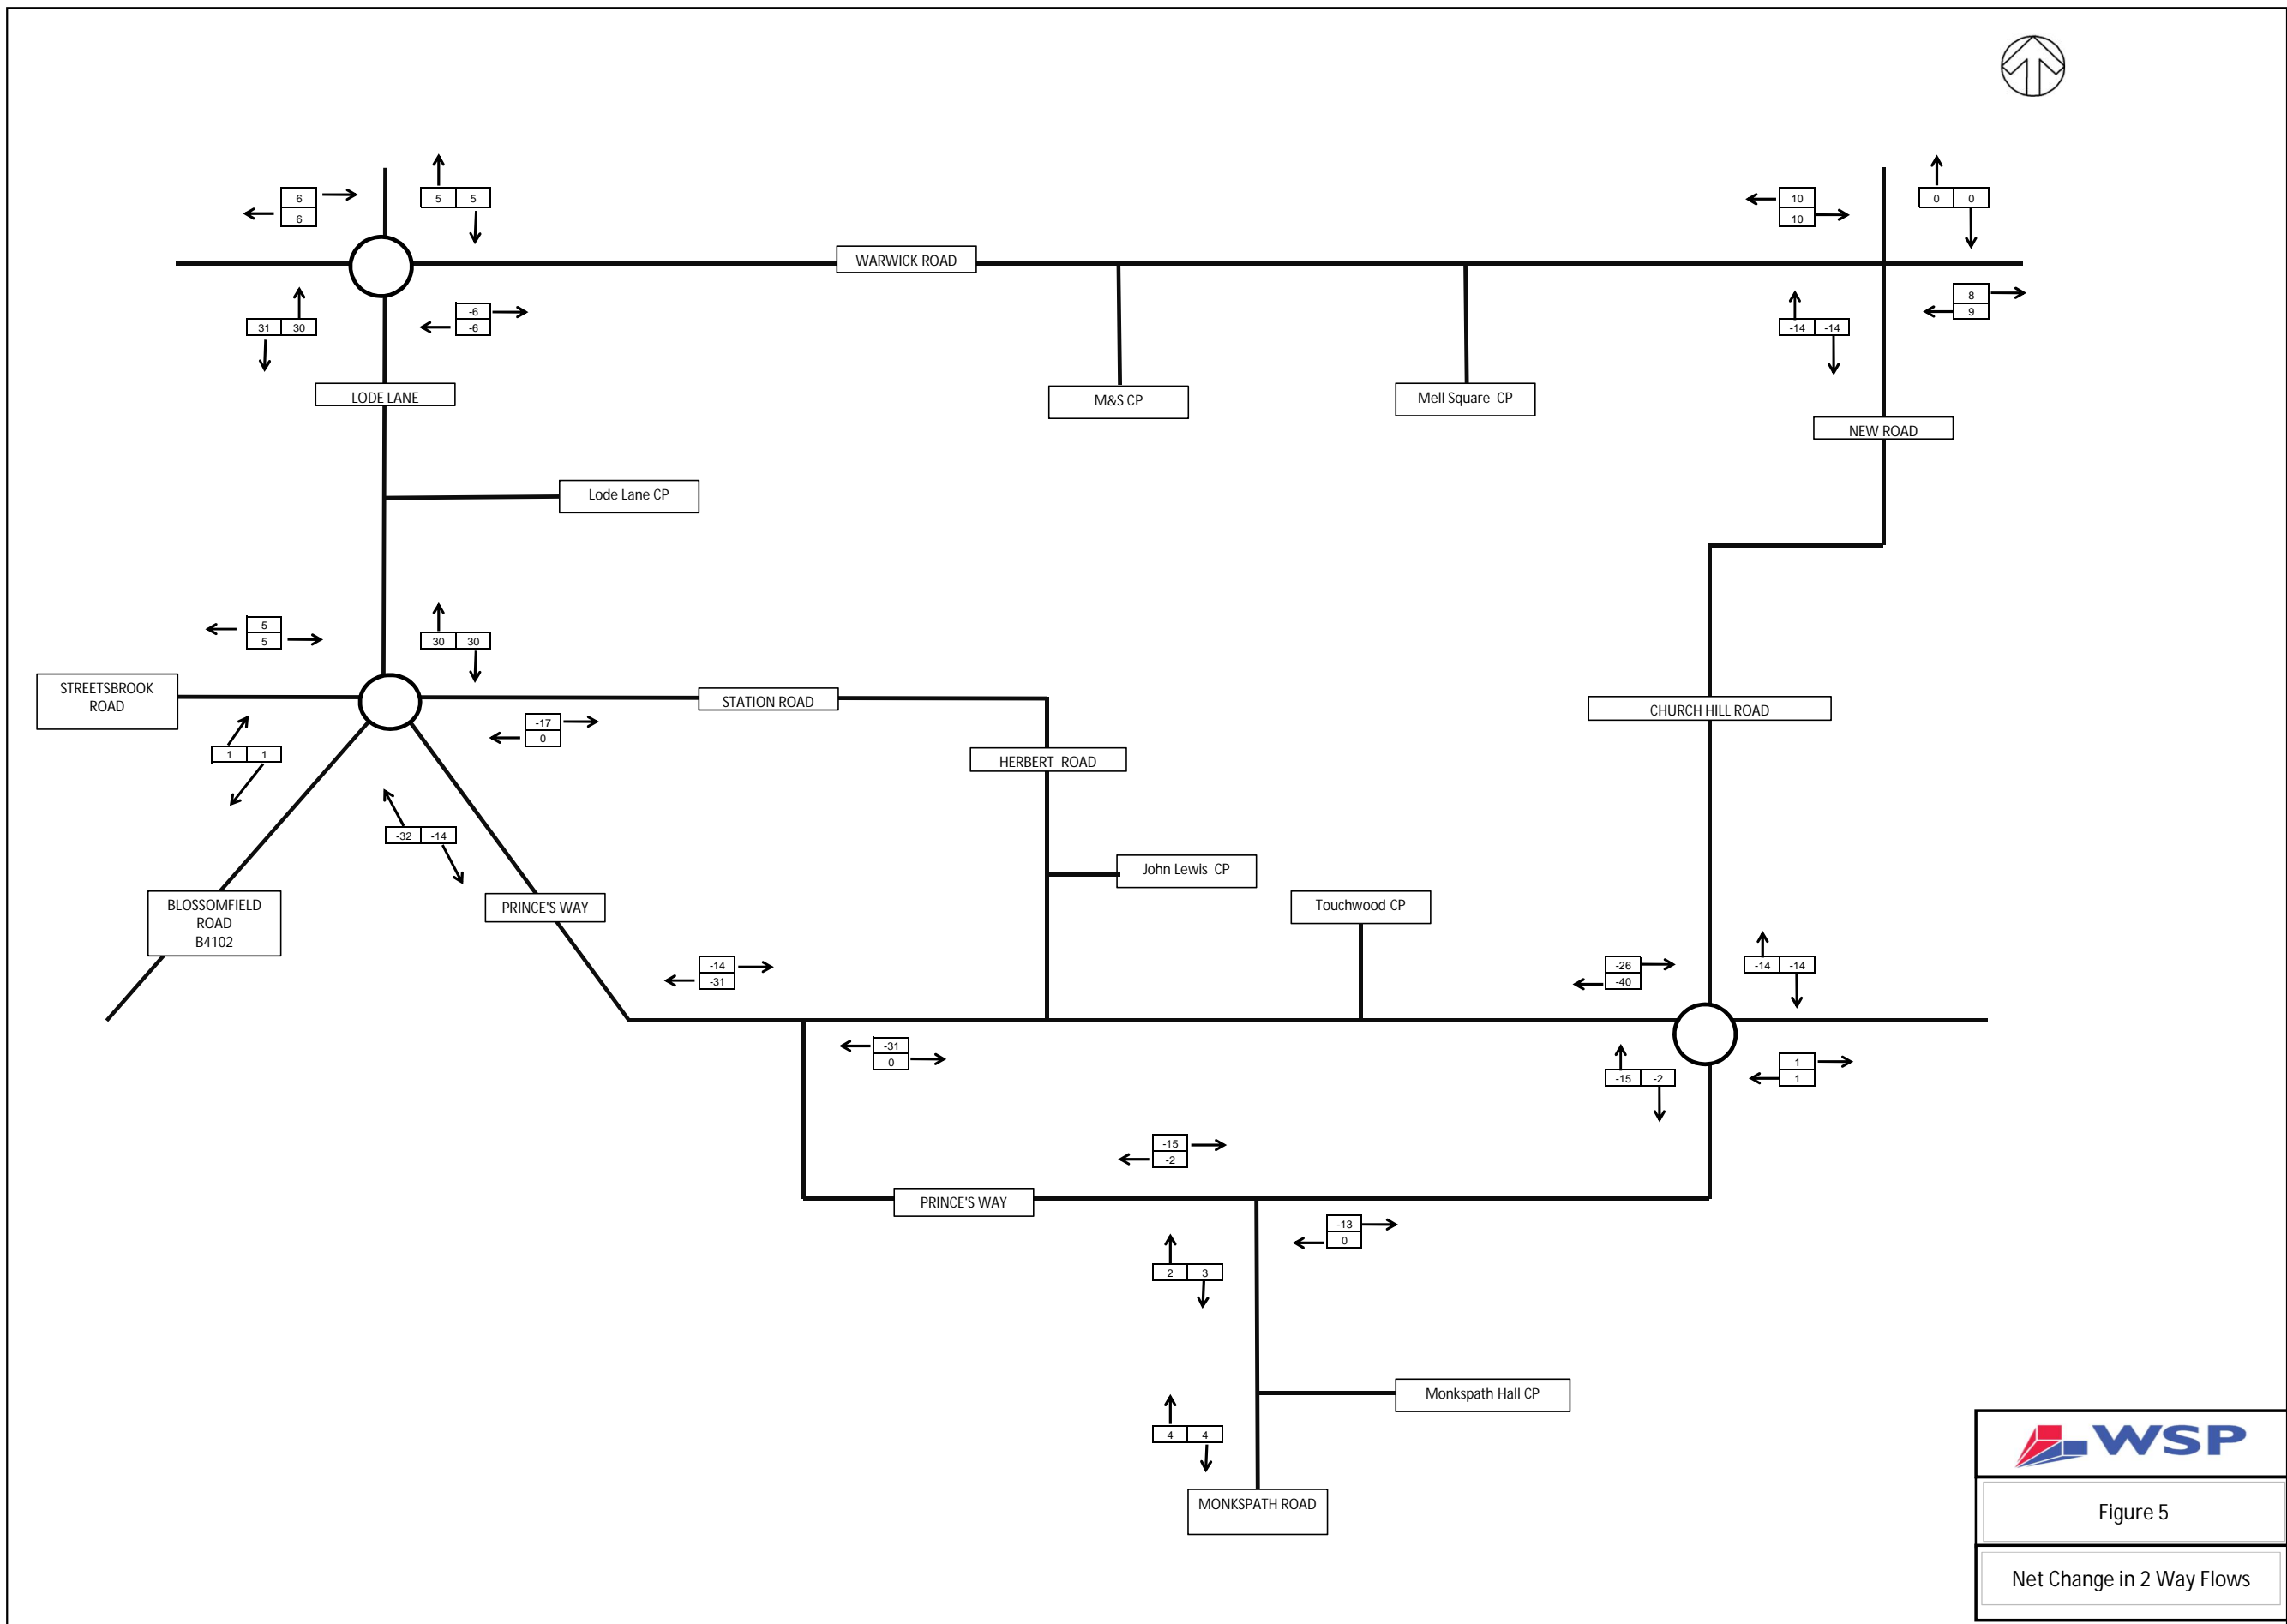 6
6
5 5
10
10
0 0
WARWICK ROAD
31 30
-6
-6
-14 -14
8
9
LODE LANE
M&S CP
Mell Square CP
NEW ROAD
Lode Lane CP
5
5
30 30
STREETSBROOK
ROAD
STATION ROAD
CHURCH HILL ROAD
-17
0
1 1
HERBERT ROAD
-32 -14
John Lewis CP
BLOSSOMFIELD
ROAD
B4102
PRINCE'S WAY
Touchwood CP
-14
-31
-26
-40
-14 -14
-31
0
-15 -2
1
1
-15
-2
PRINCE'S WAY
-13
0
2 3
Monkspath Hall CP
4 4
MONKSPATH ROAD
WSP
Figure 5
Net Change in 2 Way Flows